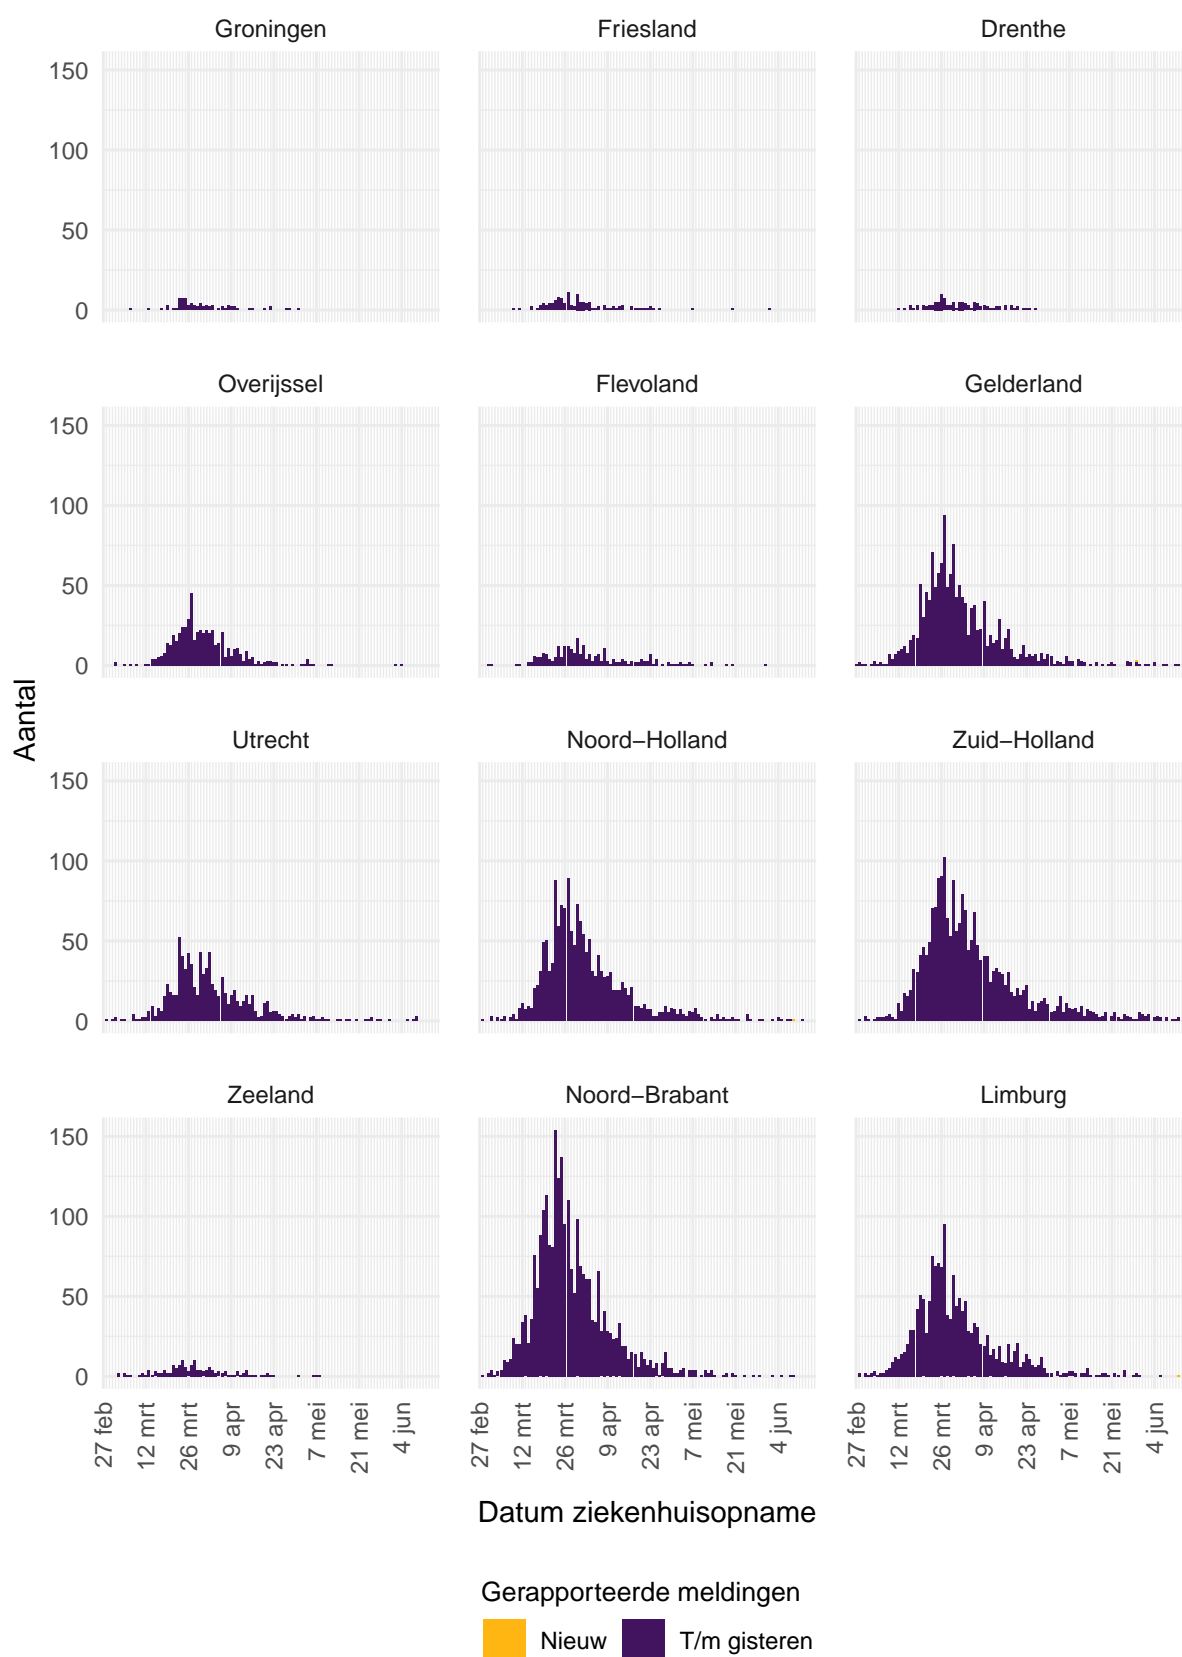 Groningen Friesland Drenthe
150
100
50
0
Overijssel Flevoland Gelderland
150
100
50
0
Aantal
Utrecht Noord−Holland Zuid−Holland
150
100
50
0
Zeeland Noord−Brabant Limburg
150
100
50
0
27 feb 12 mrt 26 mrt 9 apr 23 apr 7 mei 21 mei 4 jun 27 feb 12 mrt 26 mrt 9 apr 23 apr 7 mei 21 mei 4 jun 27 feb 12 mrt 26 mrt 9 apr 23 apr 7 mei 21 mei 4 jun
Datum ziekenhuisopname
Gerapporteerde meldingen
Nieuw T/m gisteren